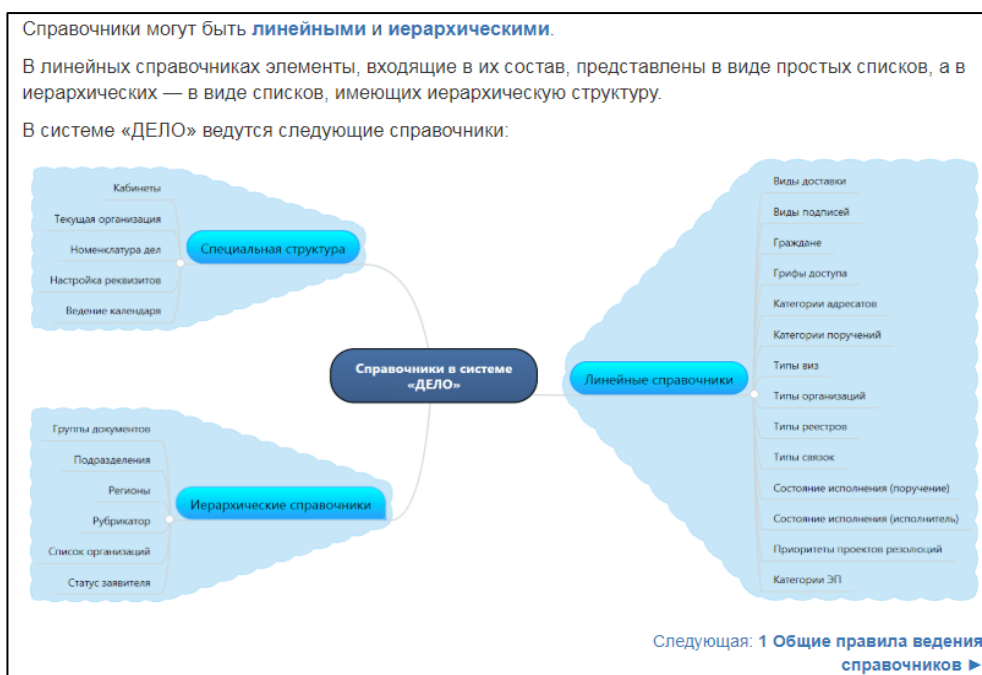 Справочники могут быть линейными и иерархическими.
В линейных справочниках элементы, входящие в их состав, представлены в виде простых списков, а в
иерархических — в виде списков, имеющих иерархическую структуру.
В системе «ДЕЛО» ведутся следующие справочники:
Кабинеты
Текущая организация
Номенклатура дел
Настройка реквизитов
Ведение календаря
Специальная структура
Справочники в системе
«ДЕЛО»
Группы документов
Подразделения
Регионы
Рубрикатор
Список организаций
Статус заявителя
Иерархические справочники
Линейные справочники
Виды доставки
Виды подписей
Граждане
Грифы доступа
Категории адресатов
Категории поручений
Типы виз
Типы организаций
Типы реестров
Типы связок
Состояние исполнения (поручение)
Состояние исполнения (исполнитель)
Приоритеты проектов резолюций
Категории ЭП
Следующая: 1 Общие правила ведения
справочников ►